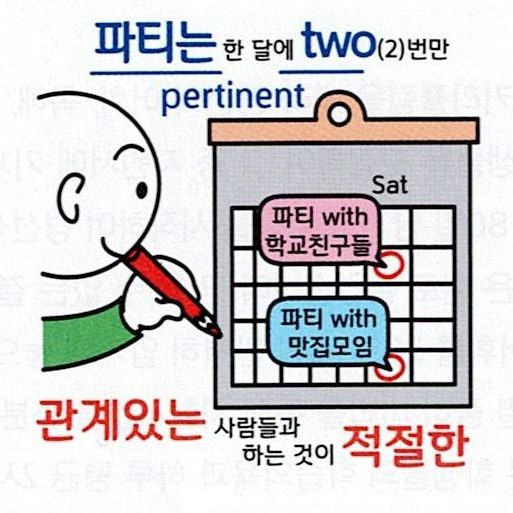 파티는 한 달에 two(2)번만
pertinent
Sat
파티 with
학교친구들
파티 with
맛집모임
관계있는 사람들과
하는 것이 적절한